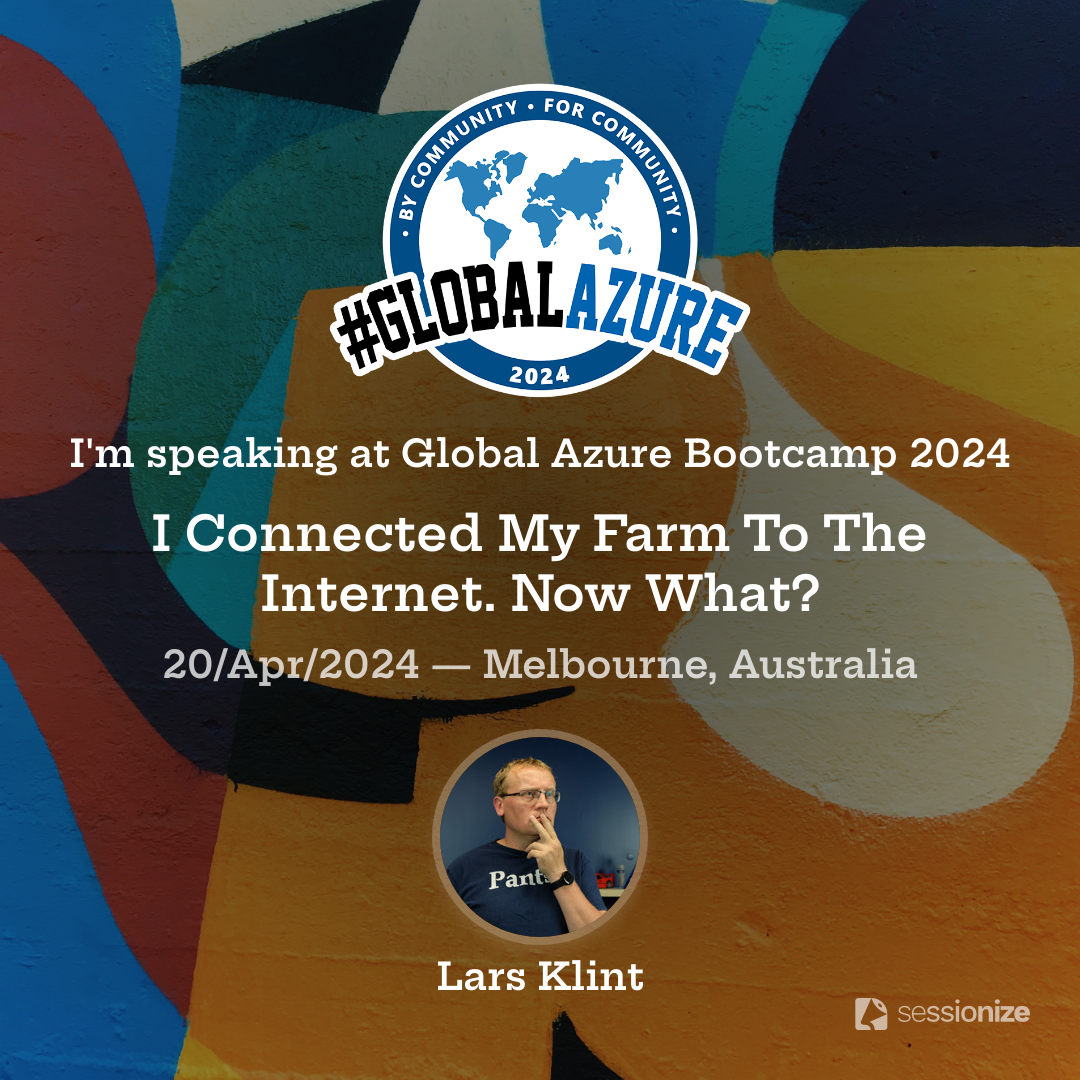 • BY COMMUNITY • FOR COMMUNITY •
#GLOBALAZURE
2024
I'm speaking at Global Azure Bootcamp 2024
I Connected My Farm To The
Internet. Now What?
20/Apr/2024 — Melbourne, Australia
Pants
Lars Klint
sessionize